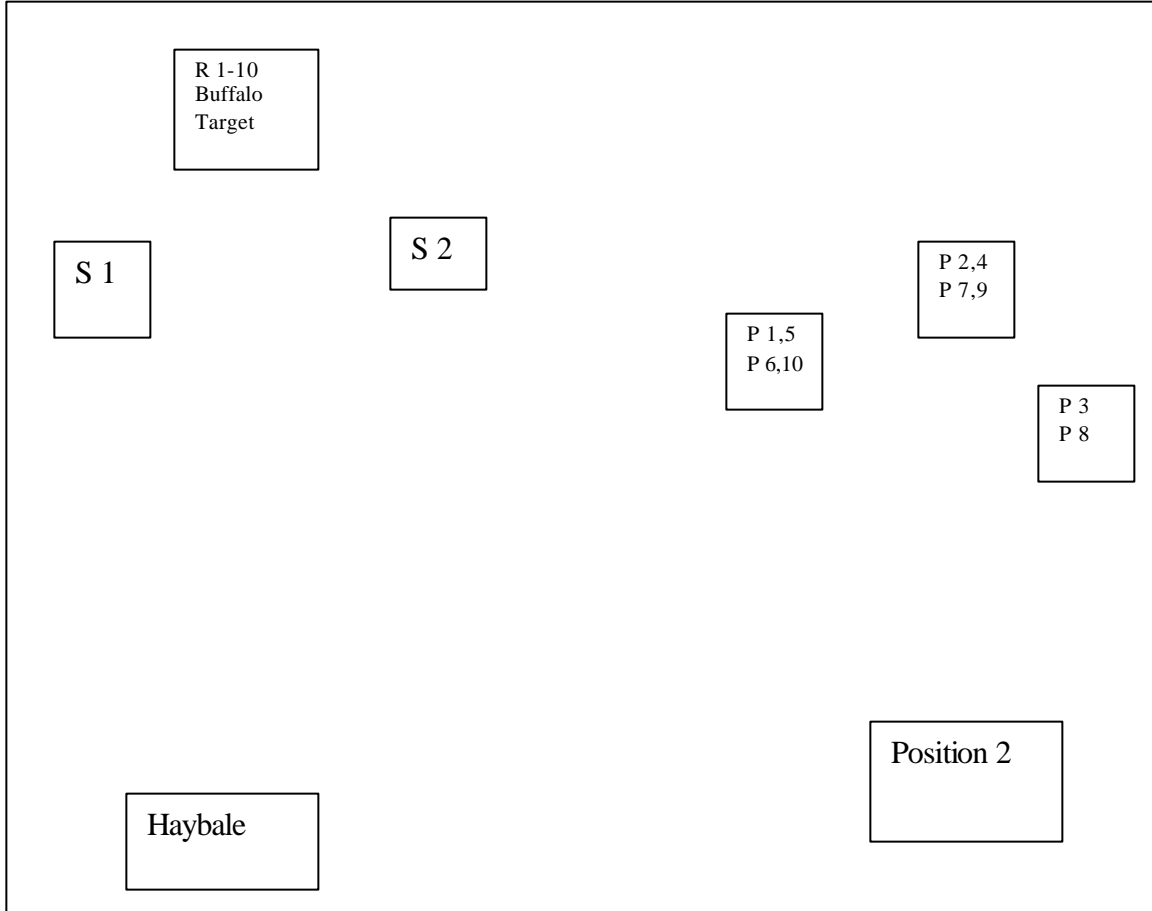 R 1-10
Buffalo
Target
S 1
S 2
P 2,4
P 7,9
P 1,5
P 6,10
P 3
P 8
Position 2
Haybale